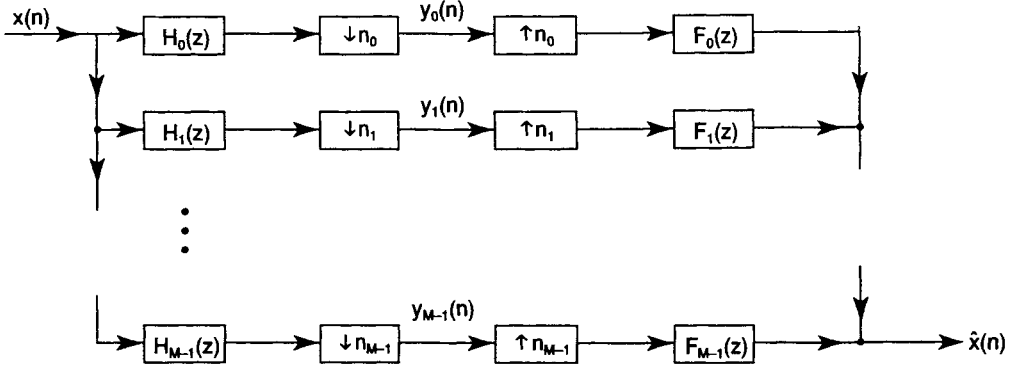 x(n) H₀(z) ↓n₀ y₀(n) ↑n₀ F₀(z)
H₁(z) ↓n₁ y₁(n) ↑n₁ F₁(z)
H_{M–1}(z) ↓n_{M–1} y_{M–1}(n) ↑n_{M–1} F_{M–1}(z) x̂(n)